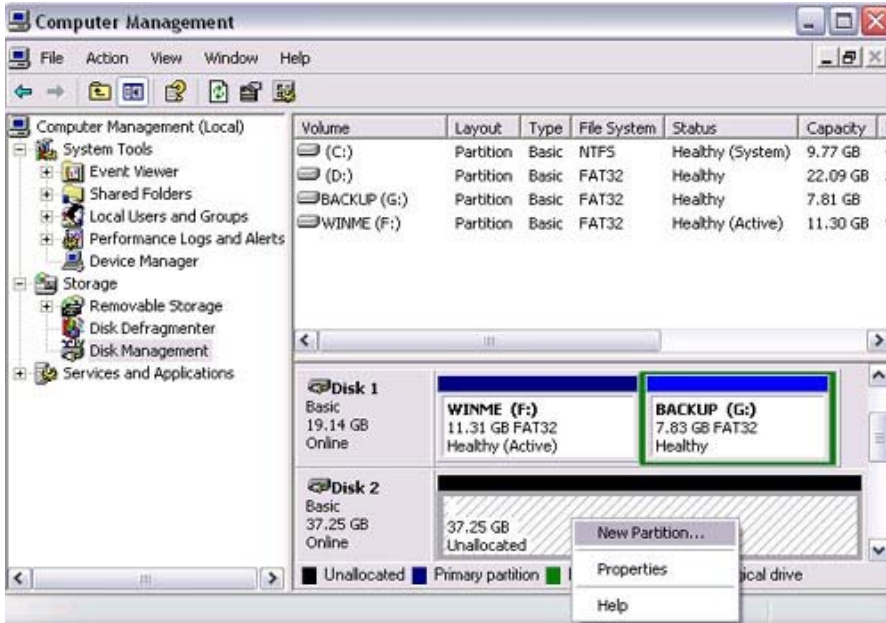 Computer Management
File Action View Window Help
Computer Management (Local)
System Tools
Event Viewer
Shared Folders
Local Users and Groups
Performance Logs and Alerts
Device Manager
Storage
Removable Storage
Disk Defragmenter
Disk Management
Services and Applications
Volume Layout Type File System Status Capacity
(C:) Partition Basic NTFS Healthy (System) 9.77 GB
(D:) Partition Basic FAT32 Healthy 22.09 GB
BACKUP (G:) Partition Basic FAT32 Healthy 7.81 GB
WINME (F:) Partition Basic FAT32 Healthy (Active) 11.30 GB
Disk 1
Basic
19.14 GB
Online
WINME (F:)
11.31 GB FAT32
Healthy (Active)
BACKUP (G:)
7.83 GB FAT32
Healthy
Disk 2
Basic
37.25 GB
Online
37.25 GB
Unallocated
New Partition...
Properties
Help
Unallocated Primary partition ical drive